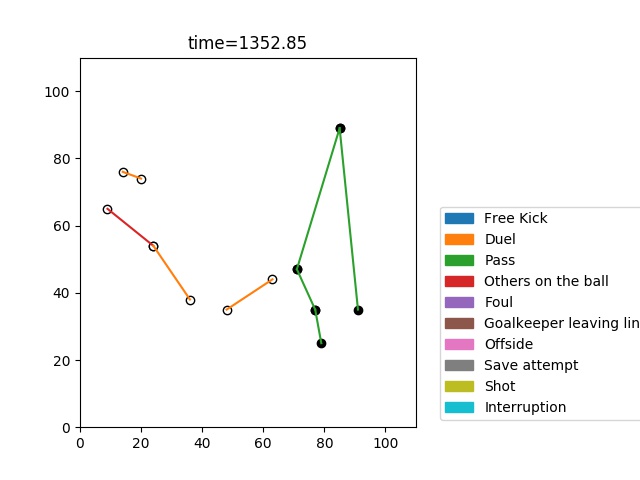 time=1352.85
100
80
60
40
20
0
0 20 40 60 80 100
Free Kick
Duel
Pass
Others on the ball
Foul
Goalkeeper leaving lin
Offside
Save attempt
Shot
Interruption